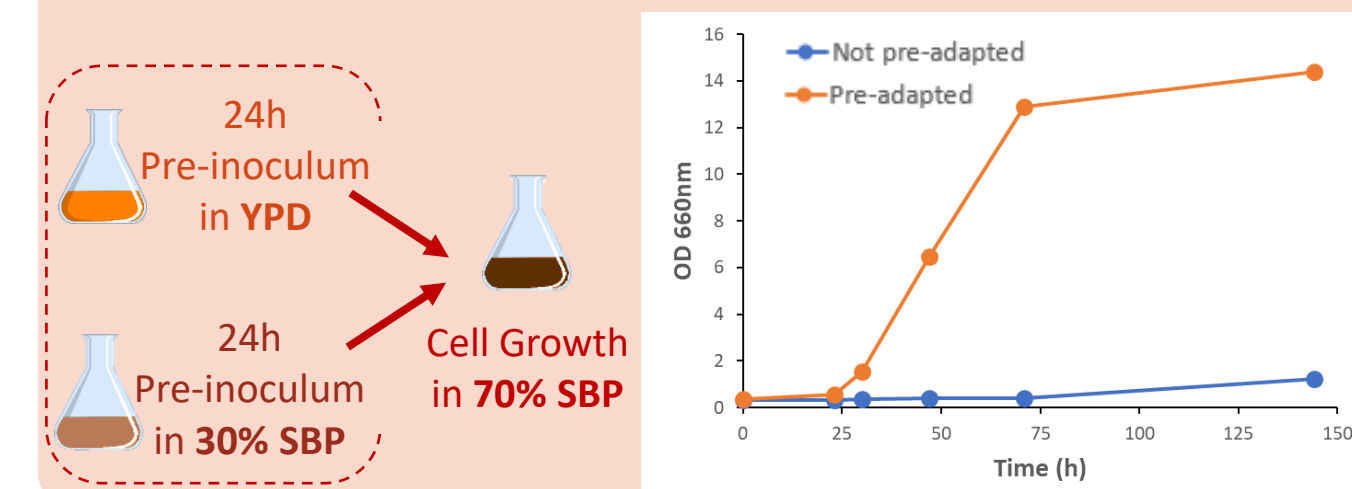 24h
Pre-inoculum
in YPD
24h
Pre-inoculum
in 30% SBP
Cell Growth
in 70% SBP
Not pre-adapted
Pre-adapted
OD 660nm
16
14
12
10
8
6
4
2
0
0 25 50 75 100 125 150
Time (h)